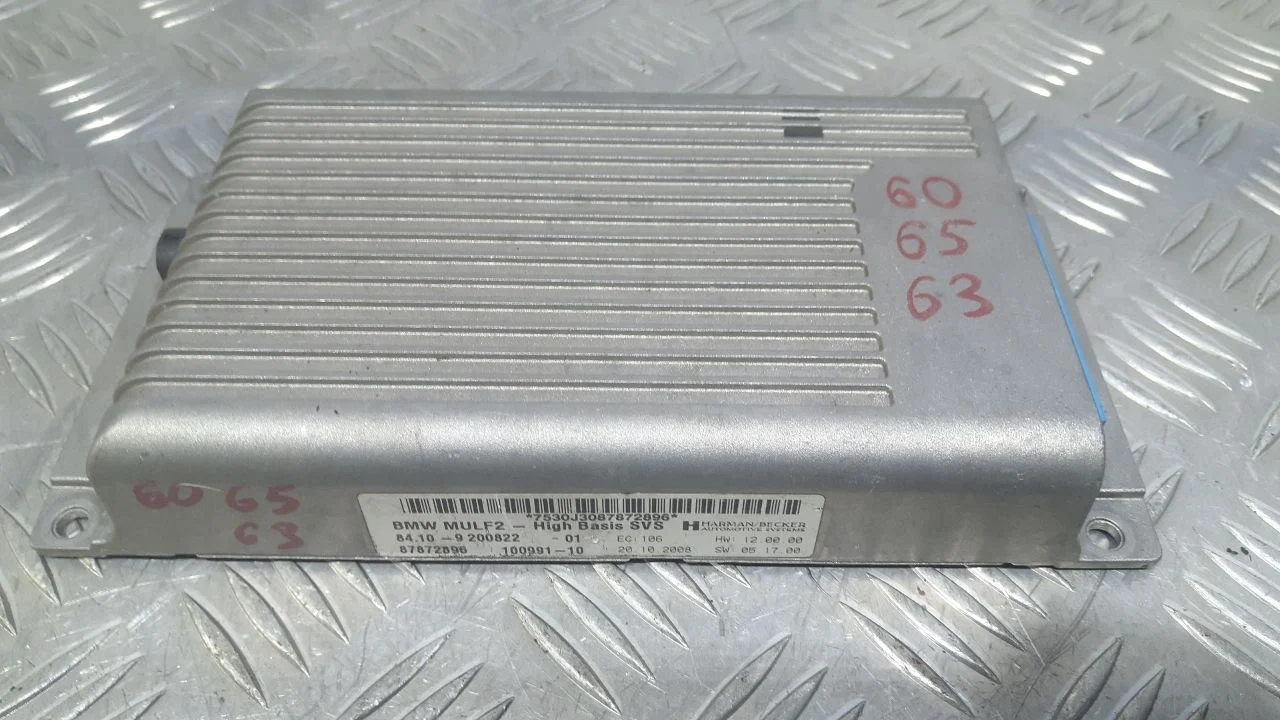 60
65
63
60 65
63
*7530J3087872896*
BMW MULF2 - High Basis SVS HARMAN/BECKER
AUTOMOTIVE SYSTEMS
84.10 - 9 200822 - 01 EC: 106 HW: 12.00.00
87872896 100991-10 20.10.2008 SW: 05.17.00